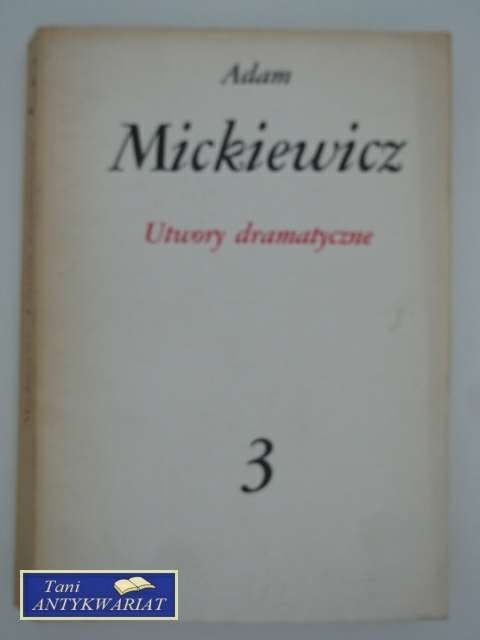 Adam
Mickiewicz
Utwory dramatyczne
3
Tani
ANTYKWARIAT